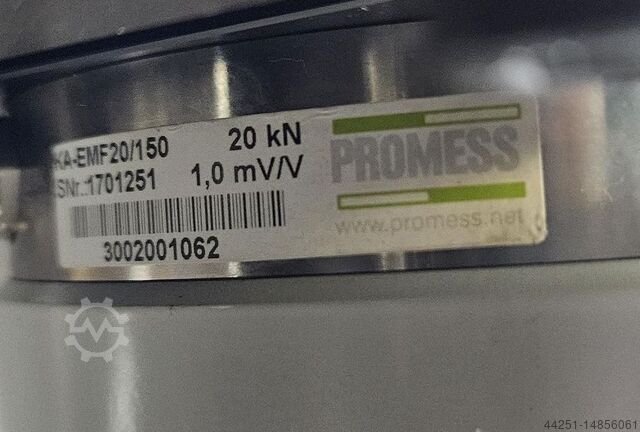 KA-EMF20/150 20 kN
SNr.:1701251 1,0 mV/V
3002001062
PROMESS
www.promess.net
44251-14856061